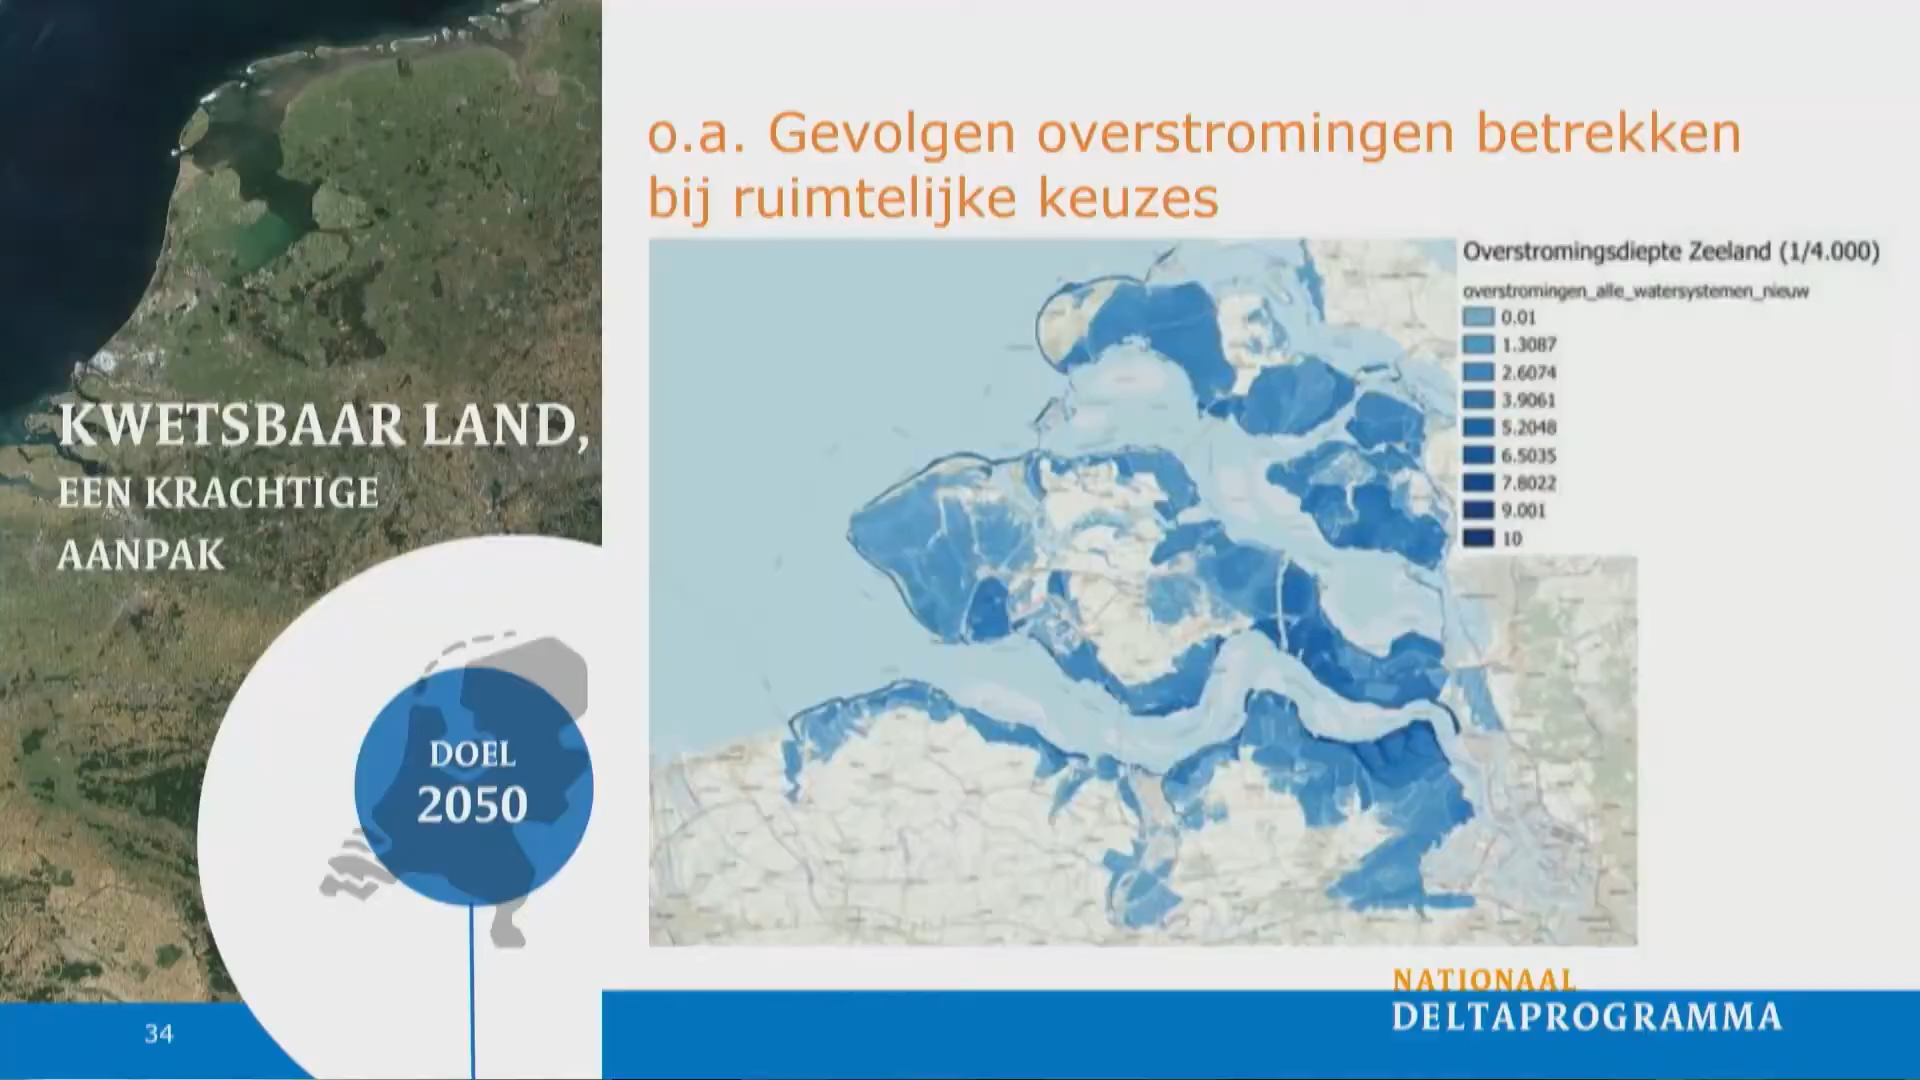 o.a. Gevolgen overstromingen betrekken
bij ruimtelijke keuzes
Overstromingsdiepte Zeeland (1/4.000)
overstromingen_alle_watersystemen_nieuw
0.01
1.3087
2.6074
3.9061
5.2048
6.5035
7.8022
9.001
10
KWETSBAAR LAND,
EEN KRACHTIGE
AANPAK
DOEL
2050
34
NATIONAAL
DELTAPROGRAMMA